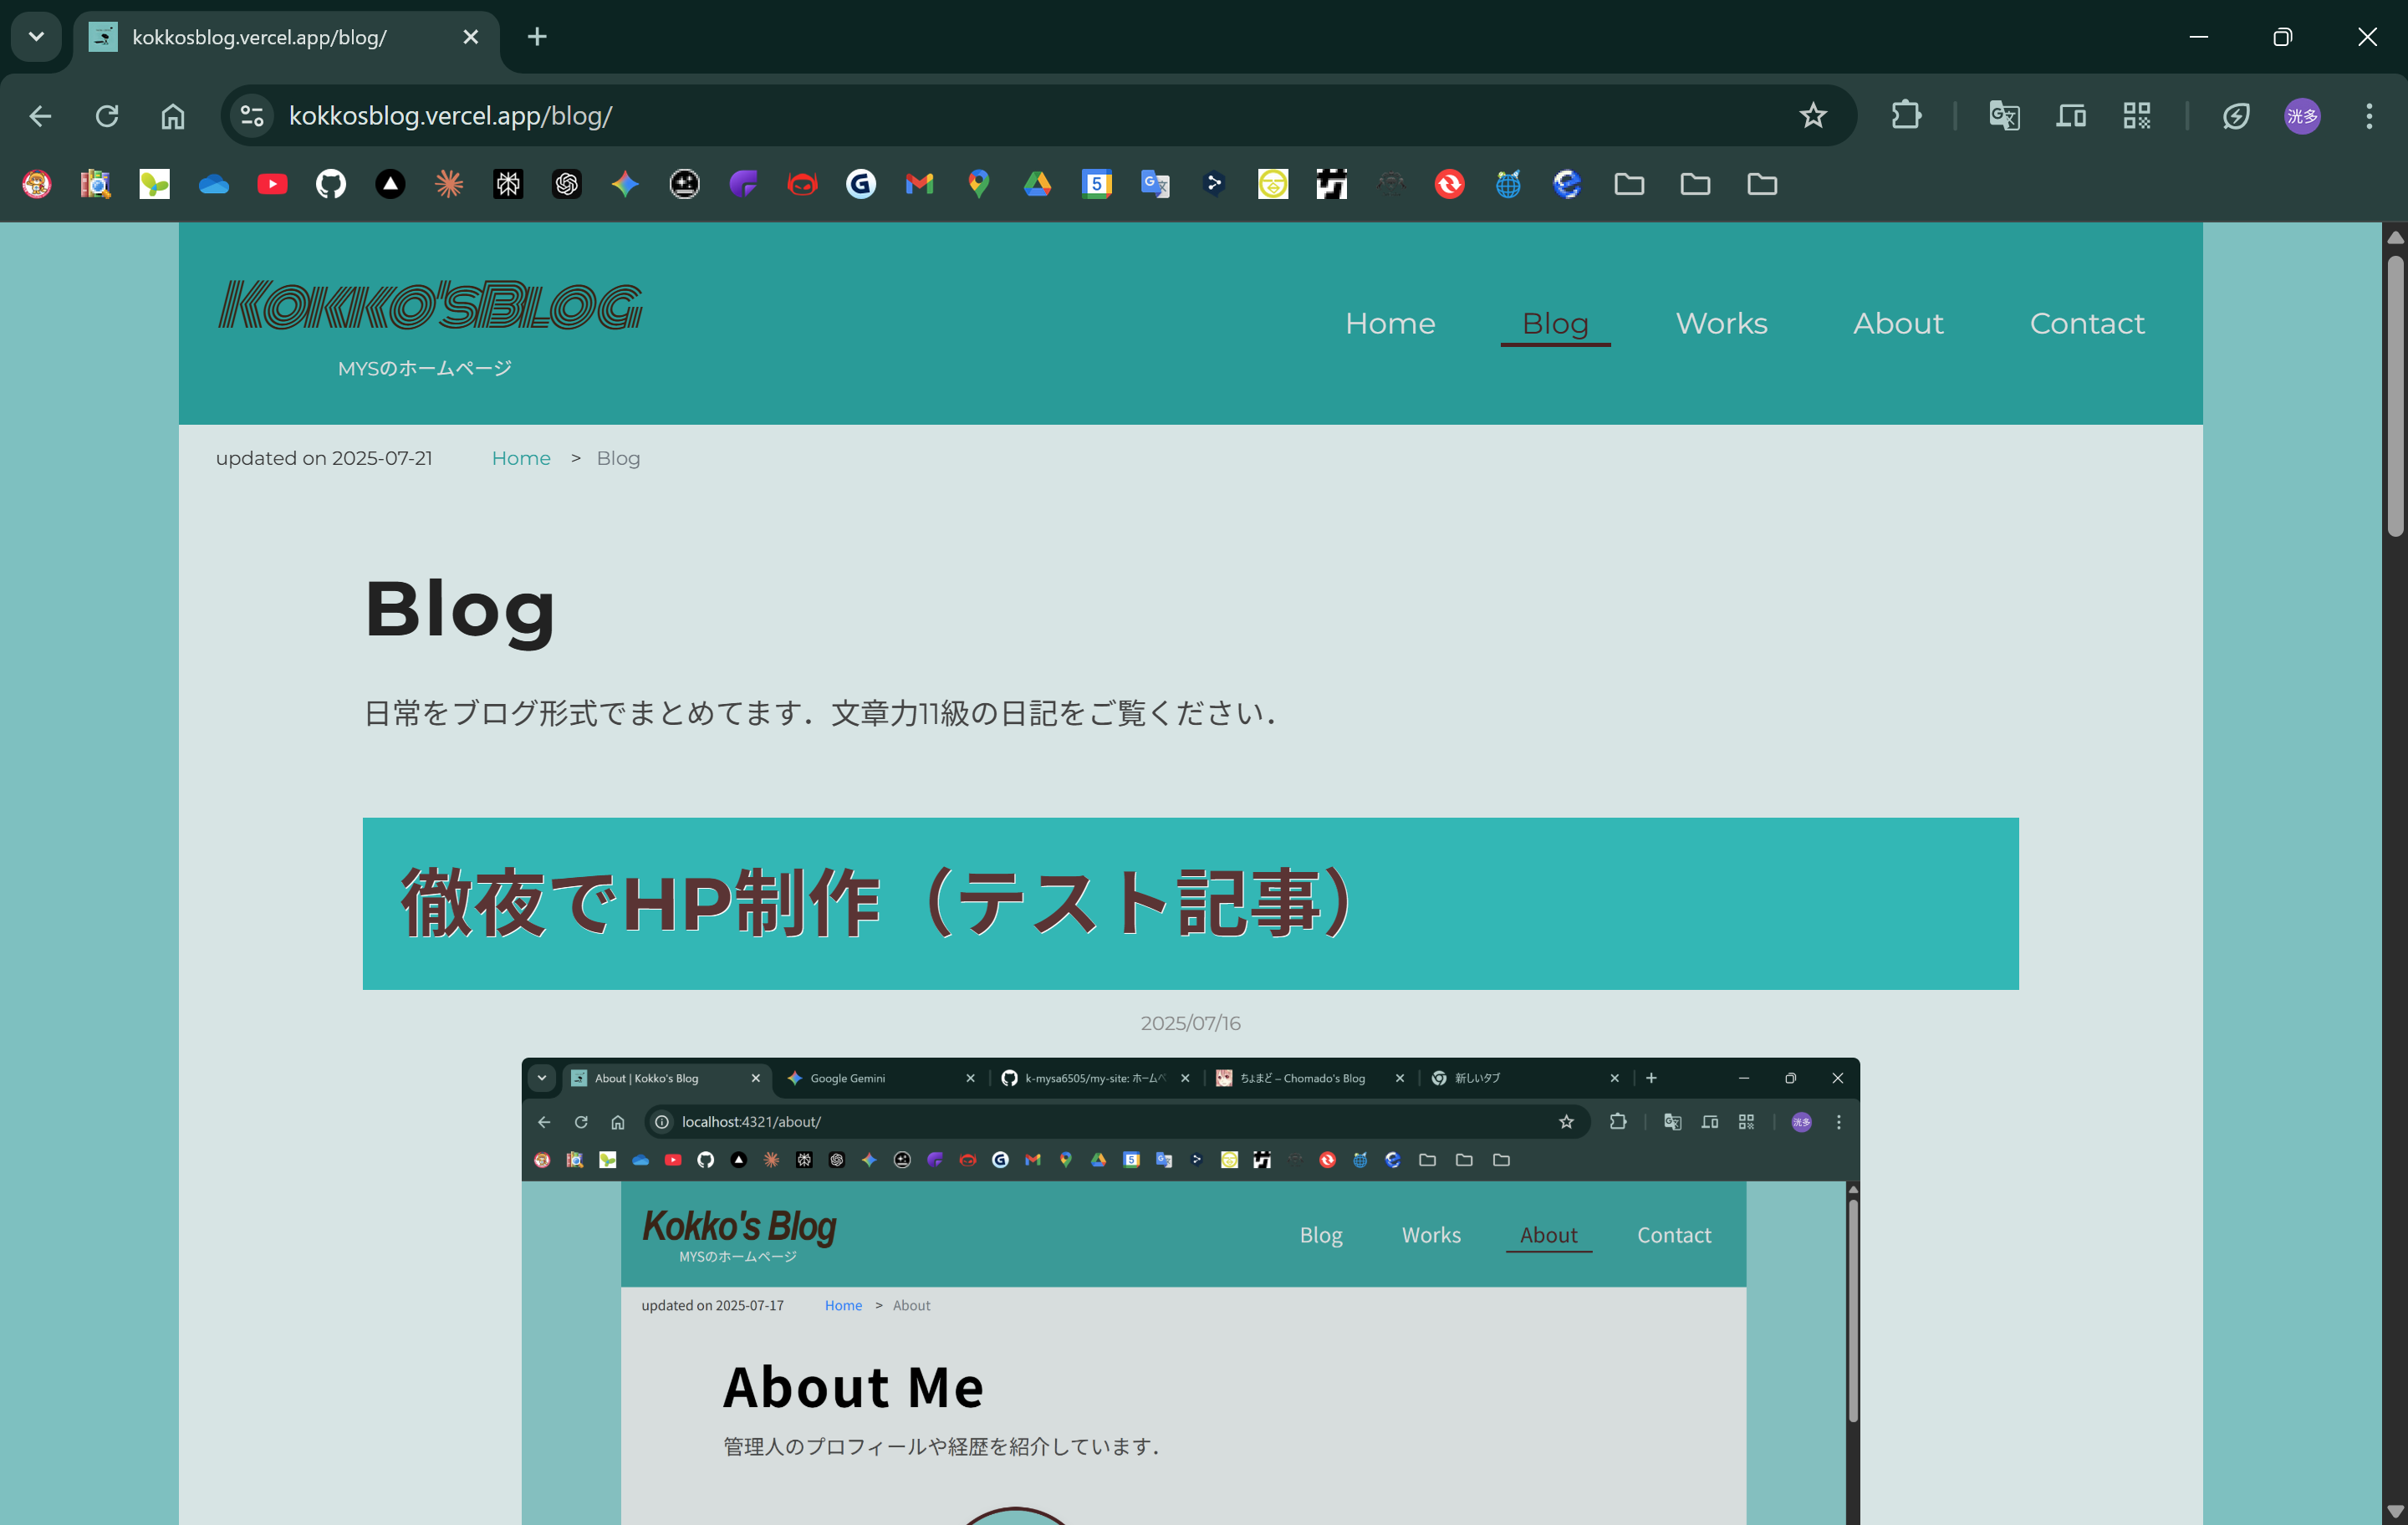 kokkosblog.vercel.app/blog/
kokkosblog.vercel.app/blog/
洸多
Kokko'sBlog
MYSのホームページ
Home
Blog
Works
About
Contact
updated on 2025-07-21
Home > Blog
Blog
日常をブログ形式でまとめてます．文章力11級の日記をご覧ください．
徹夜でHP制作（テスト記事）
2025/07/16
About | Kokko's Blog
Google Gemini
k-mysa6505/my-site: ホームペ
ちょまど – Chomado's Blog
新しいタブ
localhost:4321/about/
洸多
Kokko's Blog
MYSのホームページ
Blog
Works
About
Contact
updated on 2025-07-17
Home > About
About Me
管理人のプロフィールや経歴を紹介しています．